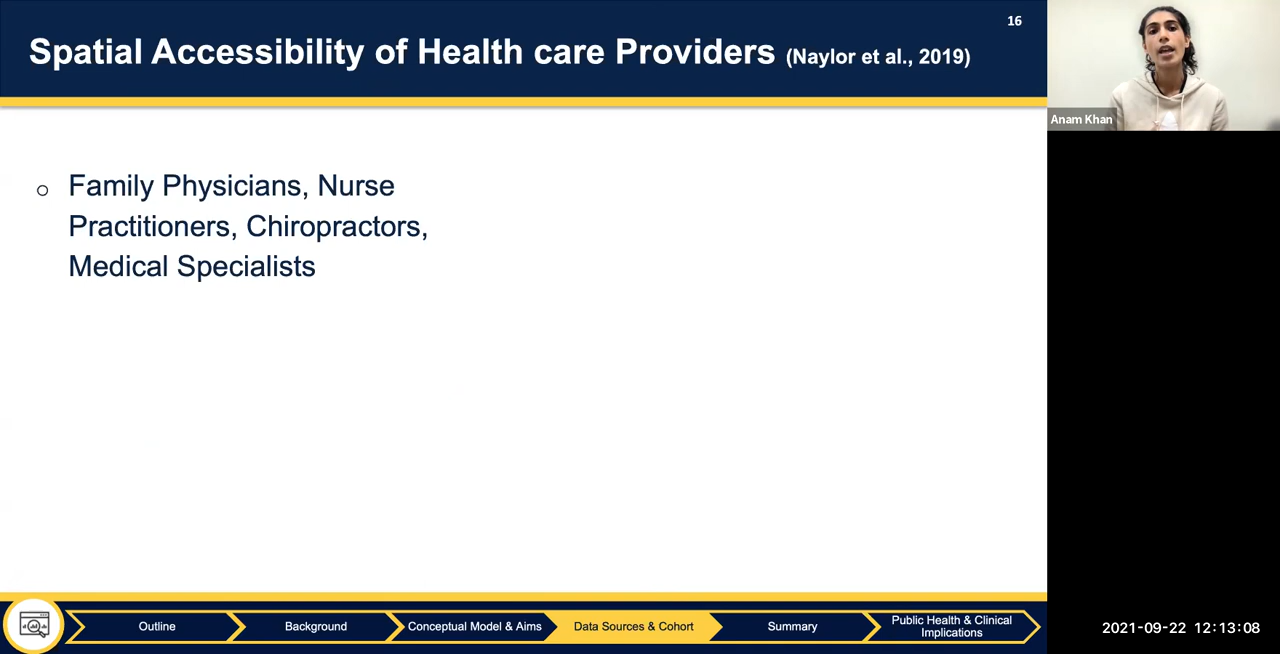 16
Spatial Accessibility of Health care Providers (Naylor et al., 2019)
Anam Khan
Family Physicians, Nurse
Practitioners, Chiropractors,
Medical Specialists
Outline
Background
Conceptual Model & Aims
Data Sources & Cohort
Summary
Public Health & Clinical
Implications
2021-09-22 12:13:08